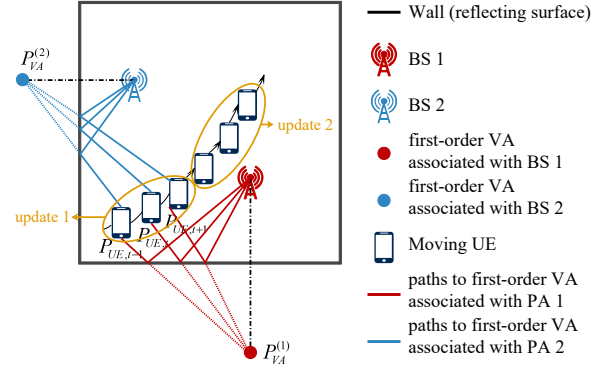 P_{VA}^{(2)}
update 2
update 1
P_{UE,t-1}
P_{UE,t}
P_{UE,t+1}
P_{VA}^{(1)}
Wall (reflecting surface)
BS 1
BS 2
first-order VA
associated with BS 1
first-order VA
associated with BS 2
Moving UE
paths to first-order VA
associated with PA 1
paths to first-order VA
associated with PA 2